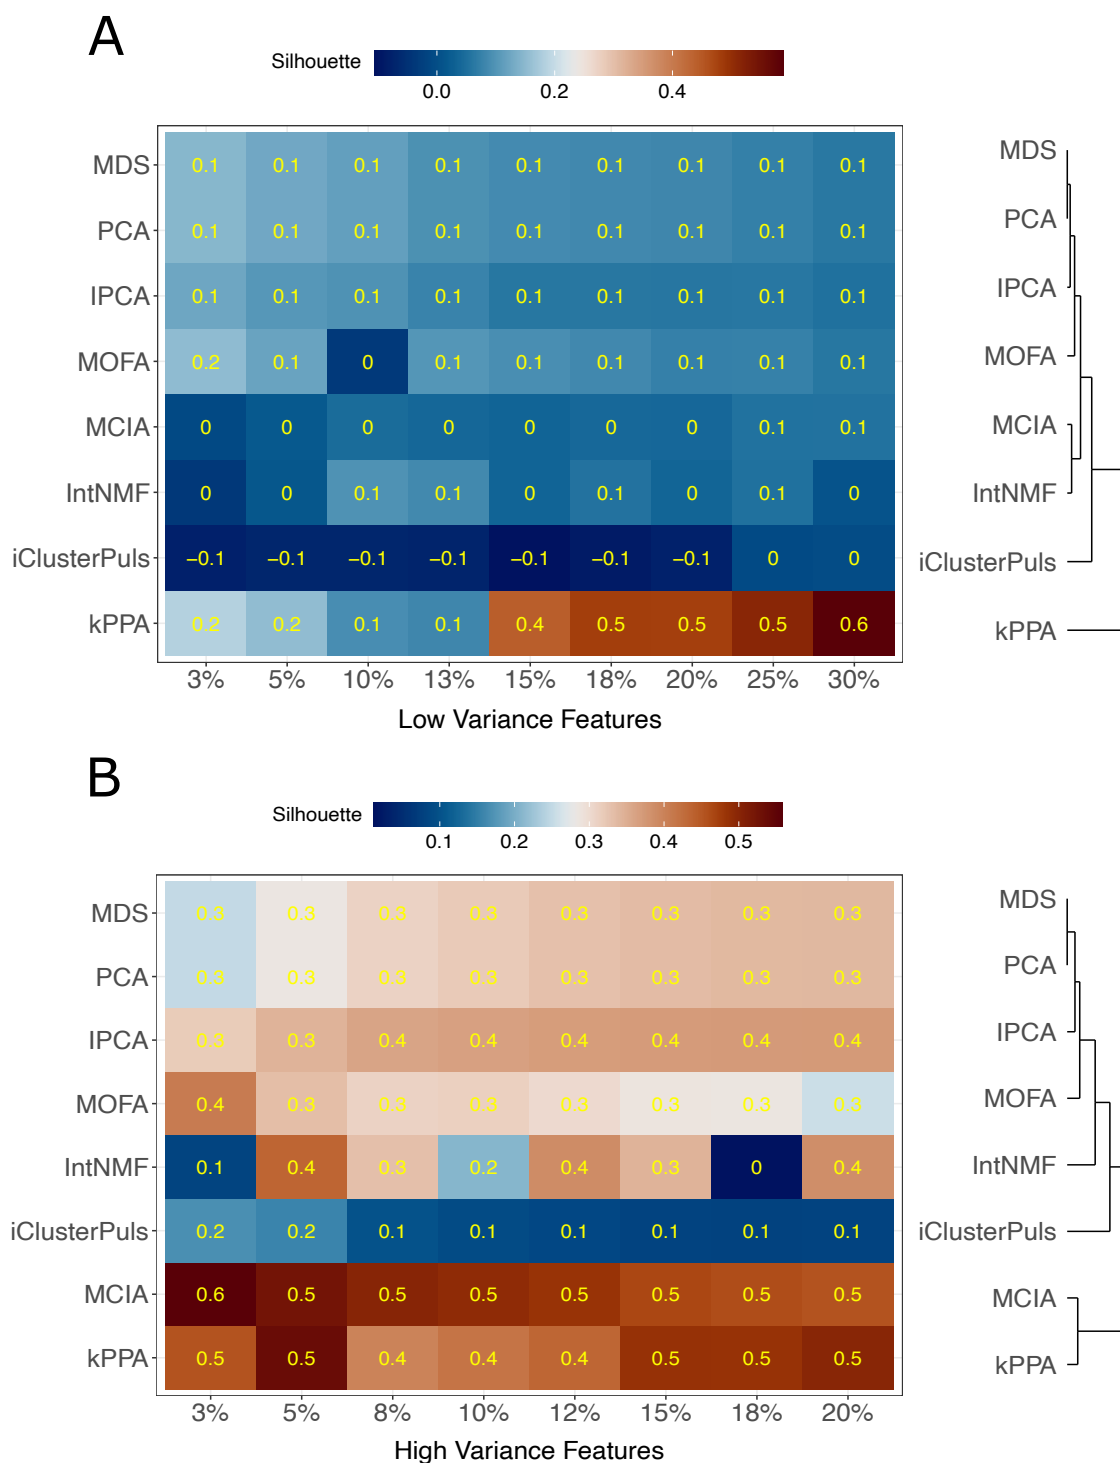 A
Silhouette
0.0 0.2 0.4
MDS 0.1 0.1 0.1 0.1 0.1 0.1 0.1 0.1 0.1 MDS
PCA 0.1 0.1 0.1 0.1 0.1 0.1 0.1 0.1 0.1 PCA
IPCA 0.1 0.1 0.1 0.1 0.1 0.1 0.1 0.1 0.1 IPCA
MOFA 0.2 0.1 0 0.1 0.1 0.1 0.1 0.1 0.1 MOFA
MCIA 0 0 0 0 0 0 0 0.1 0.1 MCIA
IntNMF 0 0 0.1 0.1 0 0.1 0 0.1 0 IntNMF
iClusterPuls −0.1 −0.1 −0.1 −0.1 −0.1 −0.1 −0.1 0 0 iClusterPuls
kPPA 0.2 0.2 0.1 0.1 0.4 0.5 0.5 0.5 0.6 kPPA
3% 5% 10% 13% 15% 18% 20% 25% 30%
Low Variance Features
B
Silhouette
0.1 0.2 0.3 0.4 0.5
MDS 0.3 0.3 0.3 0.3 0.3 0.3 0.3 0.3 MDS
PCA 0.3 0.3 0.3 0.3 0.3 0.3 0.3 0.3 PCA
IPCA 0.3 0.3 0.4 0.4 0.4 0.4 0.4 0.4 IPCA
MOFA 0.4 0.3 0.3 0.3 0.3 0.3 0.3 0.3 MOFA
IntNMF 0.1 0.4 0.3 0.2 0.4 0.3 0 0.4 IntNMF
iClusterPuls 0.2 0.2 0.1 0.1 0.1 0.1 0.1 0.1 iClusterPuls
MCIA 0.6 0.5 0.5 0.5 0.5 0.5 0.5 0.5 MCIA
kPPA 0.5 0.5 0.4 0.4 0.4 0.5 0.5 0.5 kPPA
3% 5% 8% 10% 12% 15% 18% 20%
High Variance Features